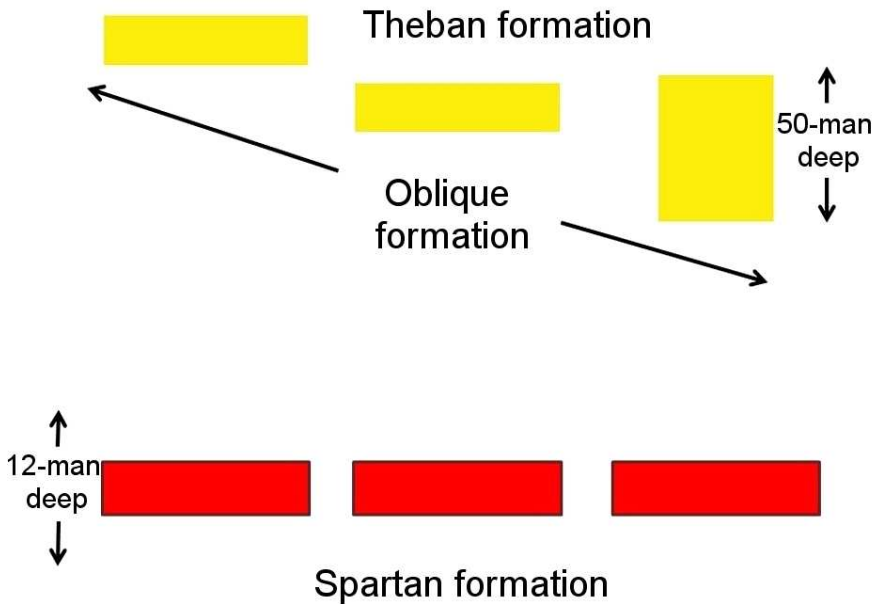 Theban formation
50-man
deep
Oblique
formation
12-man
deep
Spartan formation